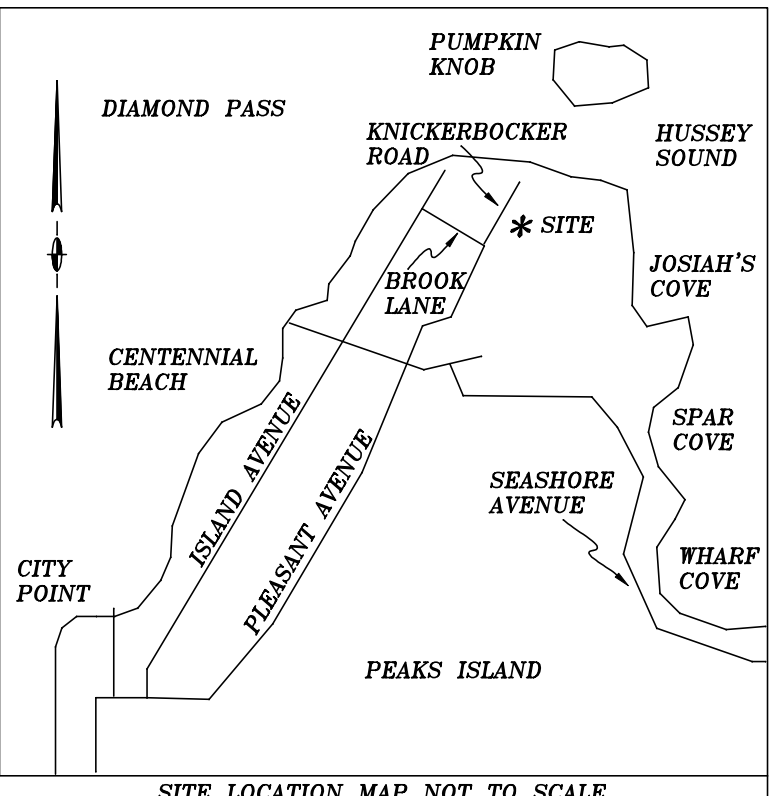 PUMPKIN
KNOB
DIAMOND PASS
KNICKERBOCKER
ROAD
HUSSEY
SOUND
* SITE
JOSIAH'S
COVE
BROOK
LANE
CENTENNIAL
BEACH
ISLAND AVENUE
PLEASANT AVENUE
SPAR
COVE
SEASHORE
AVENUE
CITY
POINT
WHARF
COVE
PEAKS ISLAND
SITE LOCATION MAP NOT TO SCALE